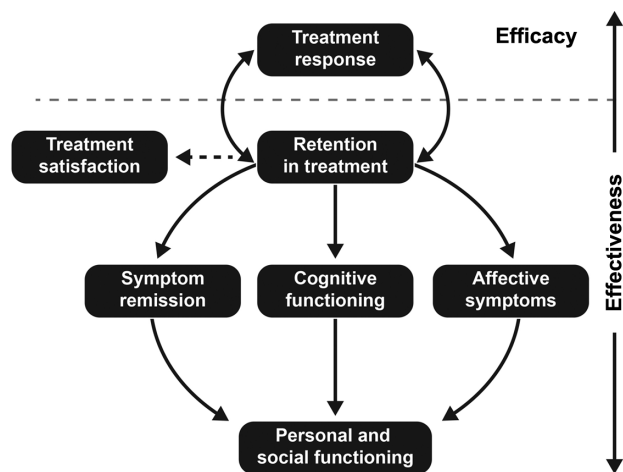 Treatment
response
Efficacy
Treatment
satisfaction
Retention
in treatment
Symptom
remission
Cognitive
functioning
Affective
symptoms
Effectiveness
Personal and
social functioning